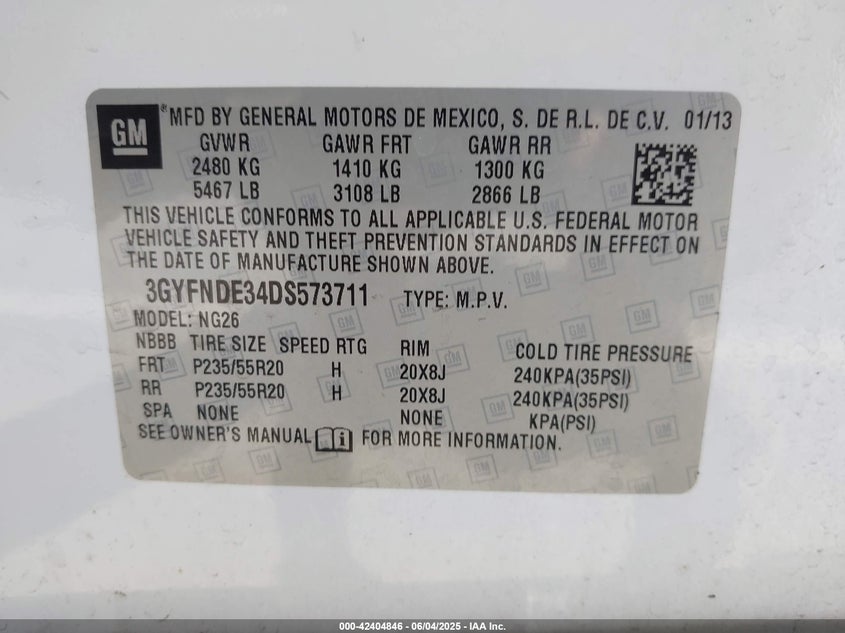 GM
® MFD BY GENERAL MOTORS DE MEXICO, S. DE R.L. DE C.V. 01/13
GVWR GAWR FRT GAWR RR
2480 KG 1410 KG 1300 KG
5467 LB 3108 LB 2866 LB
THIS VEHICLE CONFORMS TO ALL APPLICABLE U.S. FEDERAL MOTOR
VEHICLE SAFETY AND THEFT PREVENTION STANDARDS IN EFFECT ON
THE DATE OF MANUFACTURE SHOWN ABOVE.
3GYFNDE34DS573711 TYPE: M.P.V.
MODEL: NG26
NBBB TIRE SIZE SPEED RTG RIM COLD TIRE PRESSURE
FRT P235/55R20 H 20X8J 240KPA(35PSI)
RR P235/55R20 H 20X8J 240KPA(35PSI)
SPA NONE NONE KPA(PSI)
SEE OWNER'S MANUAL FOR MORE INFORMATION.
000-42404846 - 06/04/2025 - IAA Inc.